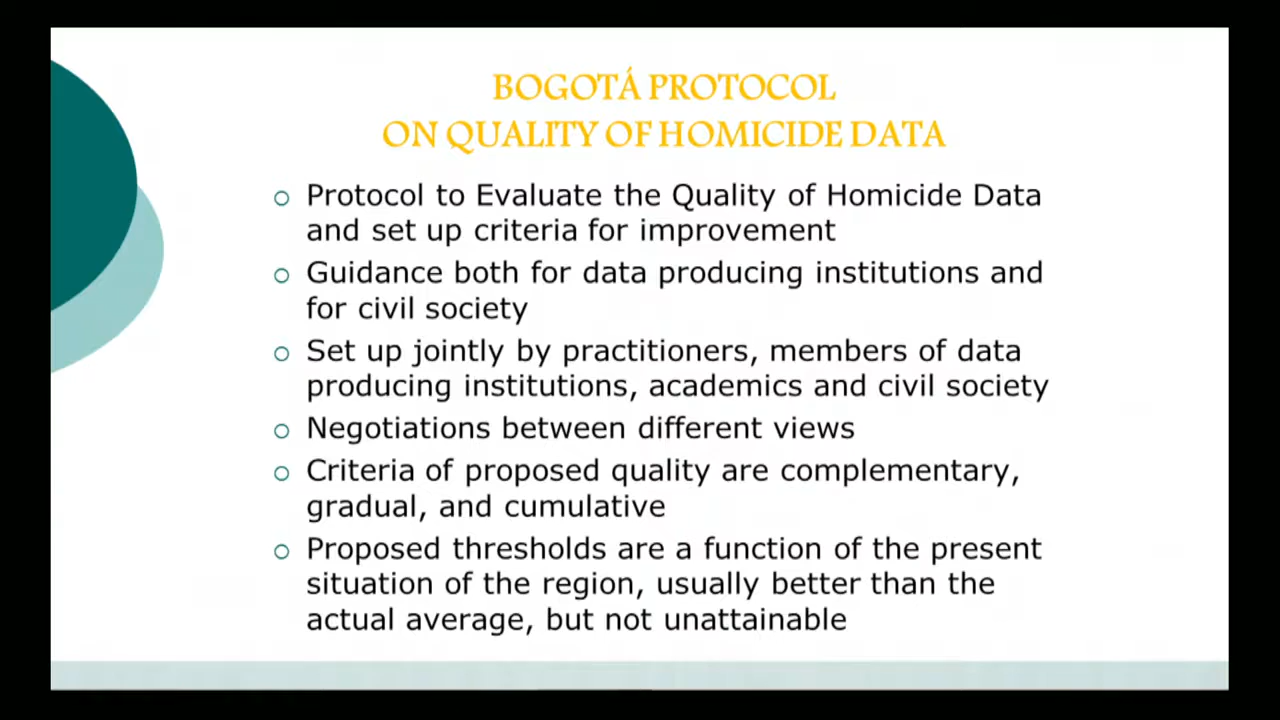 BOGOTÁ PROTOCOL
ON QUALITY OF HOMICIDE DATA
Protocol to Evaluate the Quality of Homicide Data
and set up criteria for improvement
Guidance both for data producing institutions and
for civil society
Set up jointly by practitioners, members of data
producing institutions, academics and civil society
Negotiations between different views
Criteria of proposed quality are complementary,
gradual, and cumulative
Proposed thresholds are a function of the present
situation of the region, usually better than the
actual average, but not unattainable